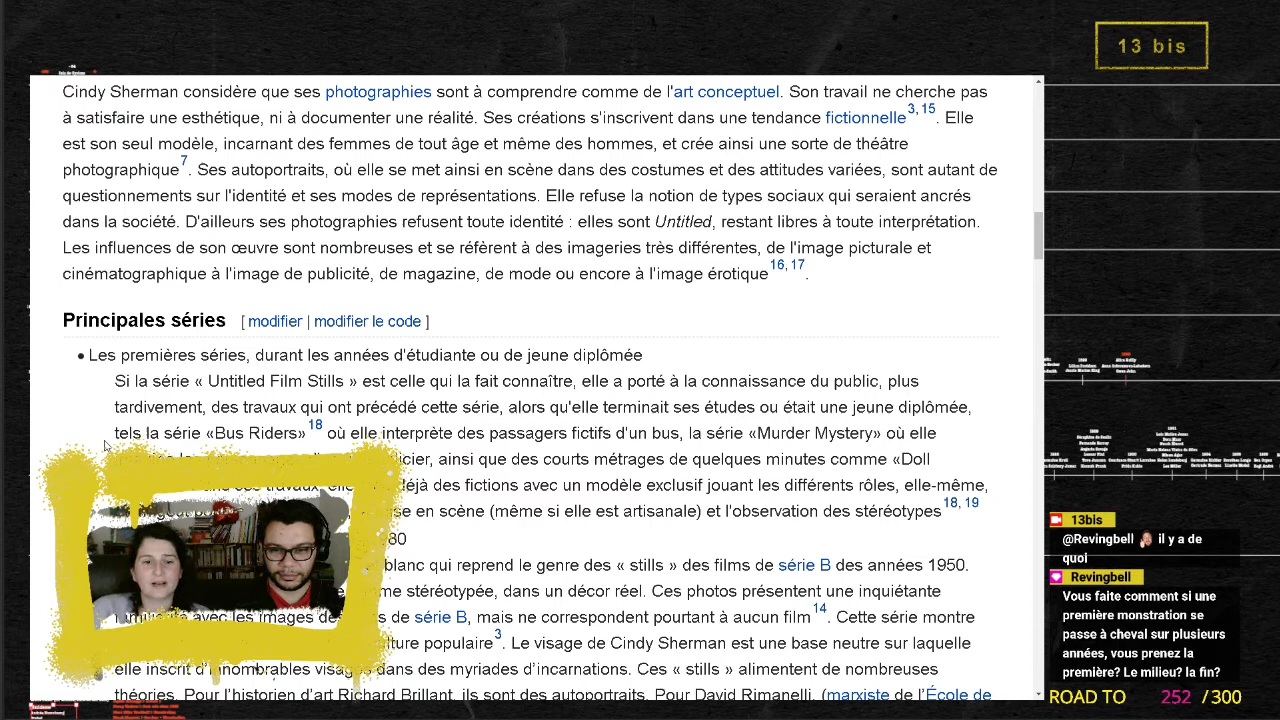 13 bis
Cindy Sherman considère que ses photographies sont à comprendre comme de l'art conceptuel. Son travail ne cherche pas
à satisfaire une esthétique, ni à documenter une réalité. Ses créations s'inscrivent dans une tendance fictionnelle3, 15. Elle
est son seul modèle, incarnant des femmes de tout âge et même des hommes, et crée ainsi une sorte de théâtre
photographique7. Ses autoportraits, où elle se met ainsi en scène dans des costumes et des attitudes variées, sont autant de
questionnements sur l'identité et ses modes de représentations. Elle refuse la notion de types sociaux qui seraient ancrés
dans la société. D'ailleurs ses photographies refusent toute identité : elles sont Untitled, restant libres à toute interprétation.
Les influences de son œuvre sont nombreuses et se réfèrent à des imageries très différentes, de l'image picturale et
cinématographique à l'image de publicité, de magazine, de mode ou encore à l'image érotique16, 17.
Principales séries [ modifier | modifier le code ]
• Les premières séries, durant les années d'étudiante ou de jeune diplômée
Si la série « Untitled Film Stills » est celle qui la fait connaître, elle a porté à la connaissance du public, plus
tardivement, des travaux qui ont précédé cette série, alors qu'elle terminait ses études ou était une jeune diplômée,
tels la série «Bus Riders»18 où elle interprète des passagers fictifs d'un bus, la série «Murder Mystery» où elle
ainsi que des courts métrages de quelques minutes comme «Doll
déjà des fictions, un modèle exclusif jouant les différents rôles, elle-même,
se en scène (même si elle est artisanale) et l'observation des stéréotypes18, 19
80
blanc qui reprend le genre des « stills » des films de série B des années 1950.
stéréotypée, dans un décor réel. Ces photos présentent une inquiétante
avec les images de série B, mais ne correspondent pourtant à aucun film14. Cette série montre
populaire3. Le visage de Cindy Sherman est une base neutre sur laquelle
elle inscrit d'innombrables visages dans des myriades d'incarnations. Ces « stills » alimentent de nombreuses
théories. Pour l'historien d'art Richard Brillant, ce sont des autoportraits. Pour David Rimanelli, marxiste de l'École de
13bis
@Revingbell il y a de
quoi
Revingbell
Vous faite comment si une
première monstration se
passe à cheval sur plusieurs
années, vous prenez la
première? Le milieu? la fin?
ROAD TO 252 / 300